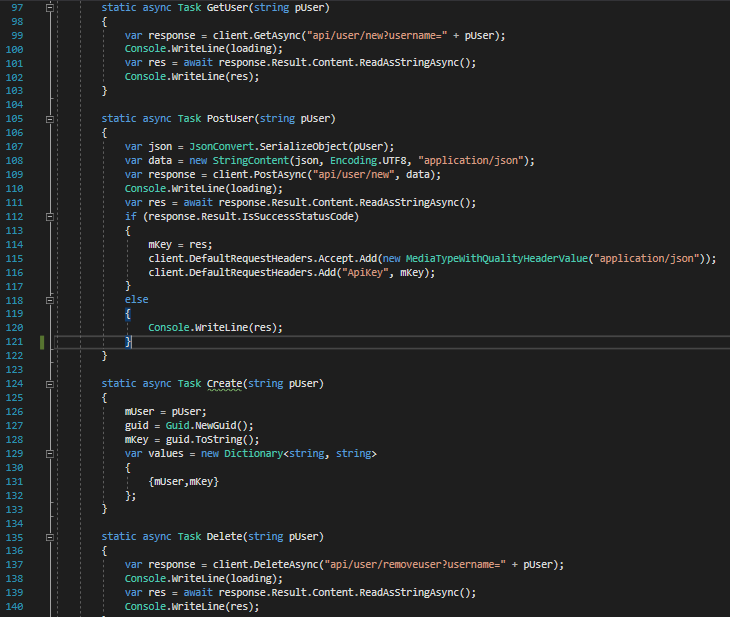 97 static async Task GetUser(string pUser)
98 {
99 var response = client.GetAsync("api/user/new?username=" + pUser);
100 Console.WriteLine(loading);
101 var res = await response.Result.Content.ReadAsStringAsync();
102 Console.WriteLine(res);
103 }
104
105 static async Task PostUser(string pUser)
106 {
107 var json = JsonConvert.SerializeObject(pUser);
108 var data = new StringContent(json, Encoding.UTF8, "application/json");
109 var response = client.PostAsync("api/user/new", data);
110 Console.WriteLine(loading);
111 var res = await response.Result.Content.ReadAsStringAsync();
112 if (response.Result.IsSuccessStatusCode)
113 {
114 mKey = res;
115 client.DefaultRequestHeaders.Accept.Add(new MediaTypeWithQualityHeaderValue("application/json"));
116 client.DefaultRequestHeaders.Add("ApiKey", mKey);
117 }
118 else
119 {
120 Console.WriteLine(res);
121 }
122 }
123
124 static async Task Create(string pUser)
125 {
126 mUser = pUser;
127 guid = Guid.NewGuid();
128 mKey = guid.ToString();
129 var values = new Dictionary<string, string>
130 {
131 {mUser,mKey}
132 };
133 }
134
135 static async Task Delete(string pUser)
136 {
137 var response = client.DeleteAsync("api/user/removeuser?username=" + pUser);
138 Console.WriteLine(loading);
139 var res = await response.Result.Content.ReadAsStringAsync();
140 Console.WriteLine(res);